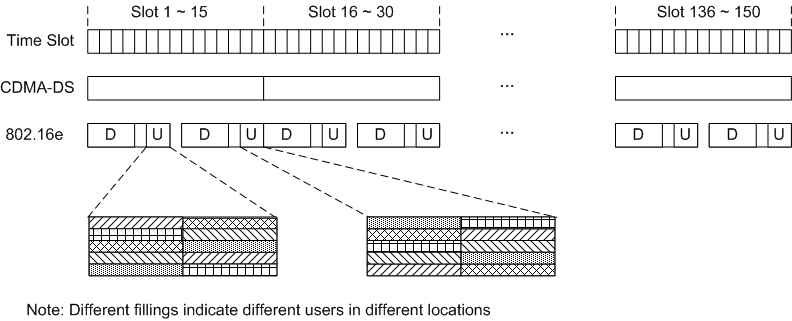 Slot 1 ~ 15 Slot 16 ~ 30 Slot 136 ~ 150
Time Slot ... ...
CDMA-DS ...
802.16e D U D U D U D U ... D U D U
Note: Different fillings indicate different users in different locations